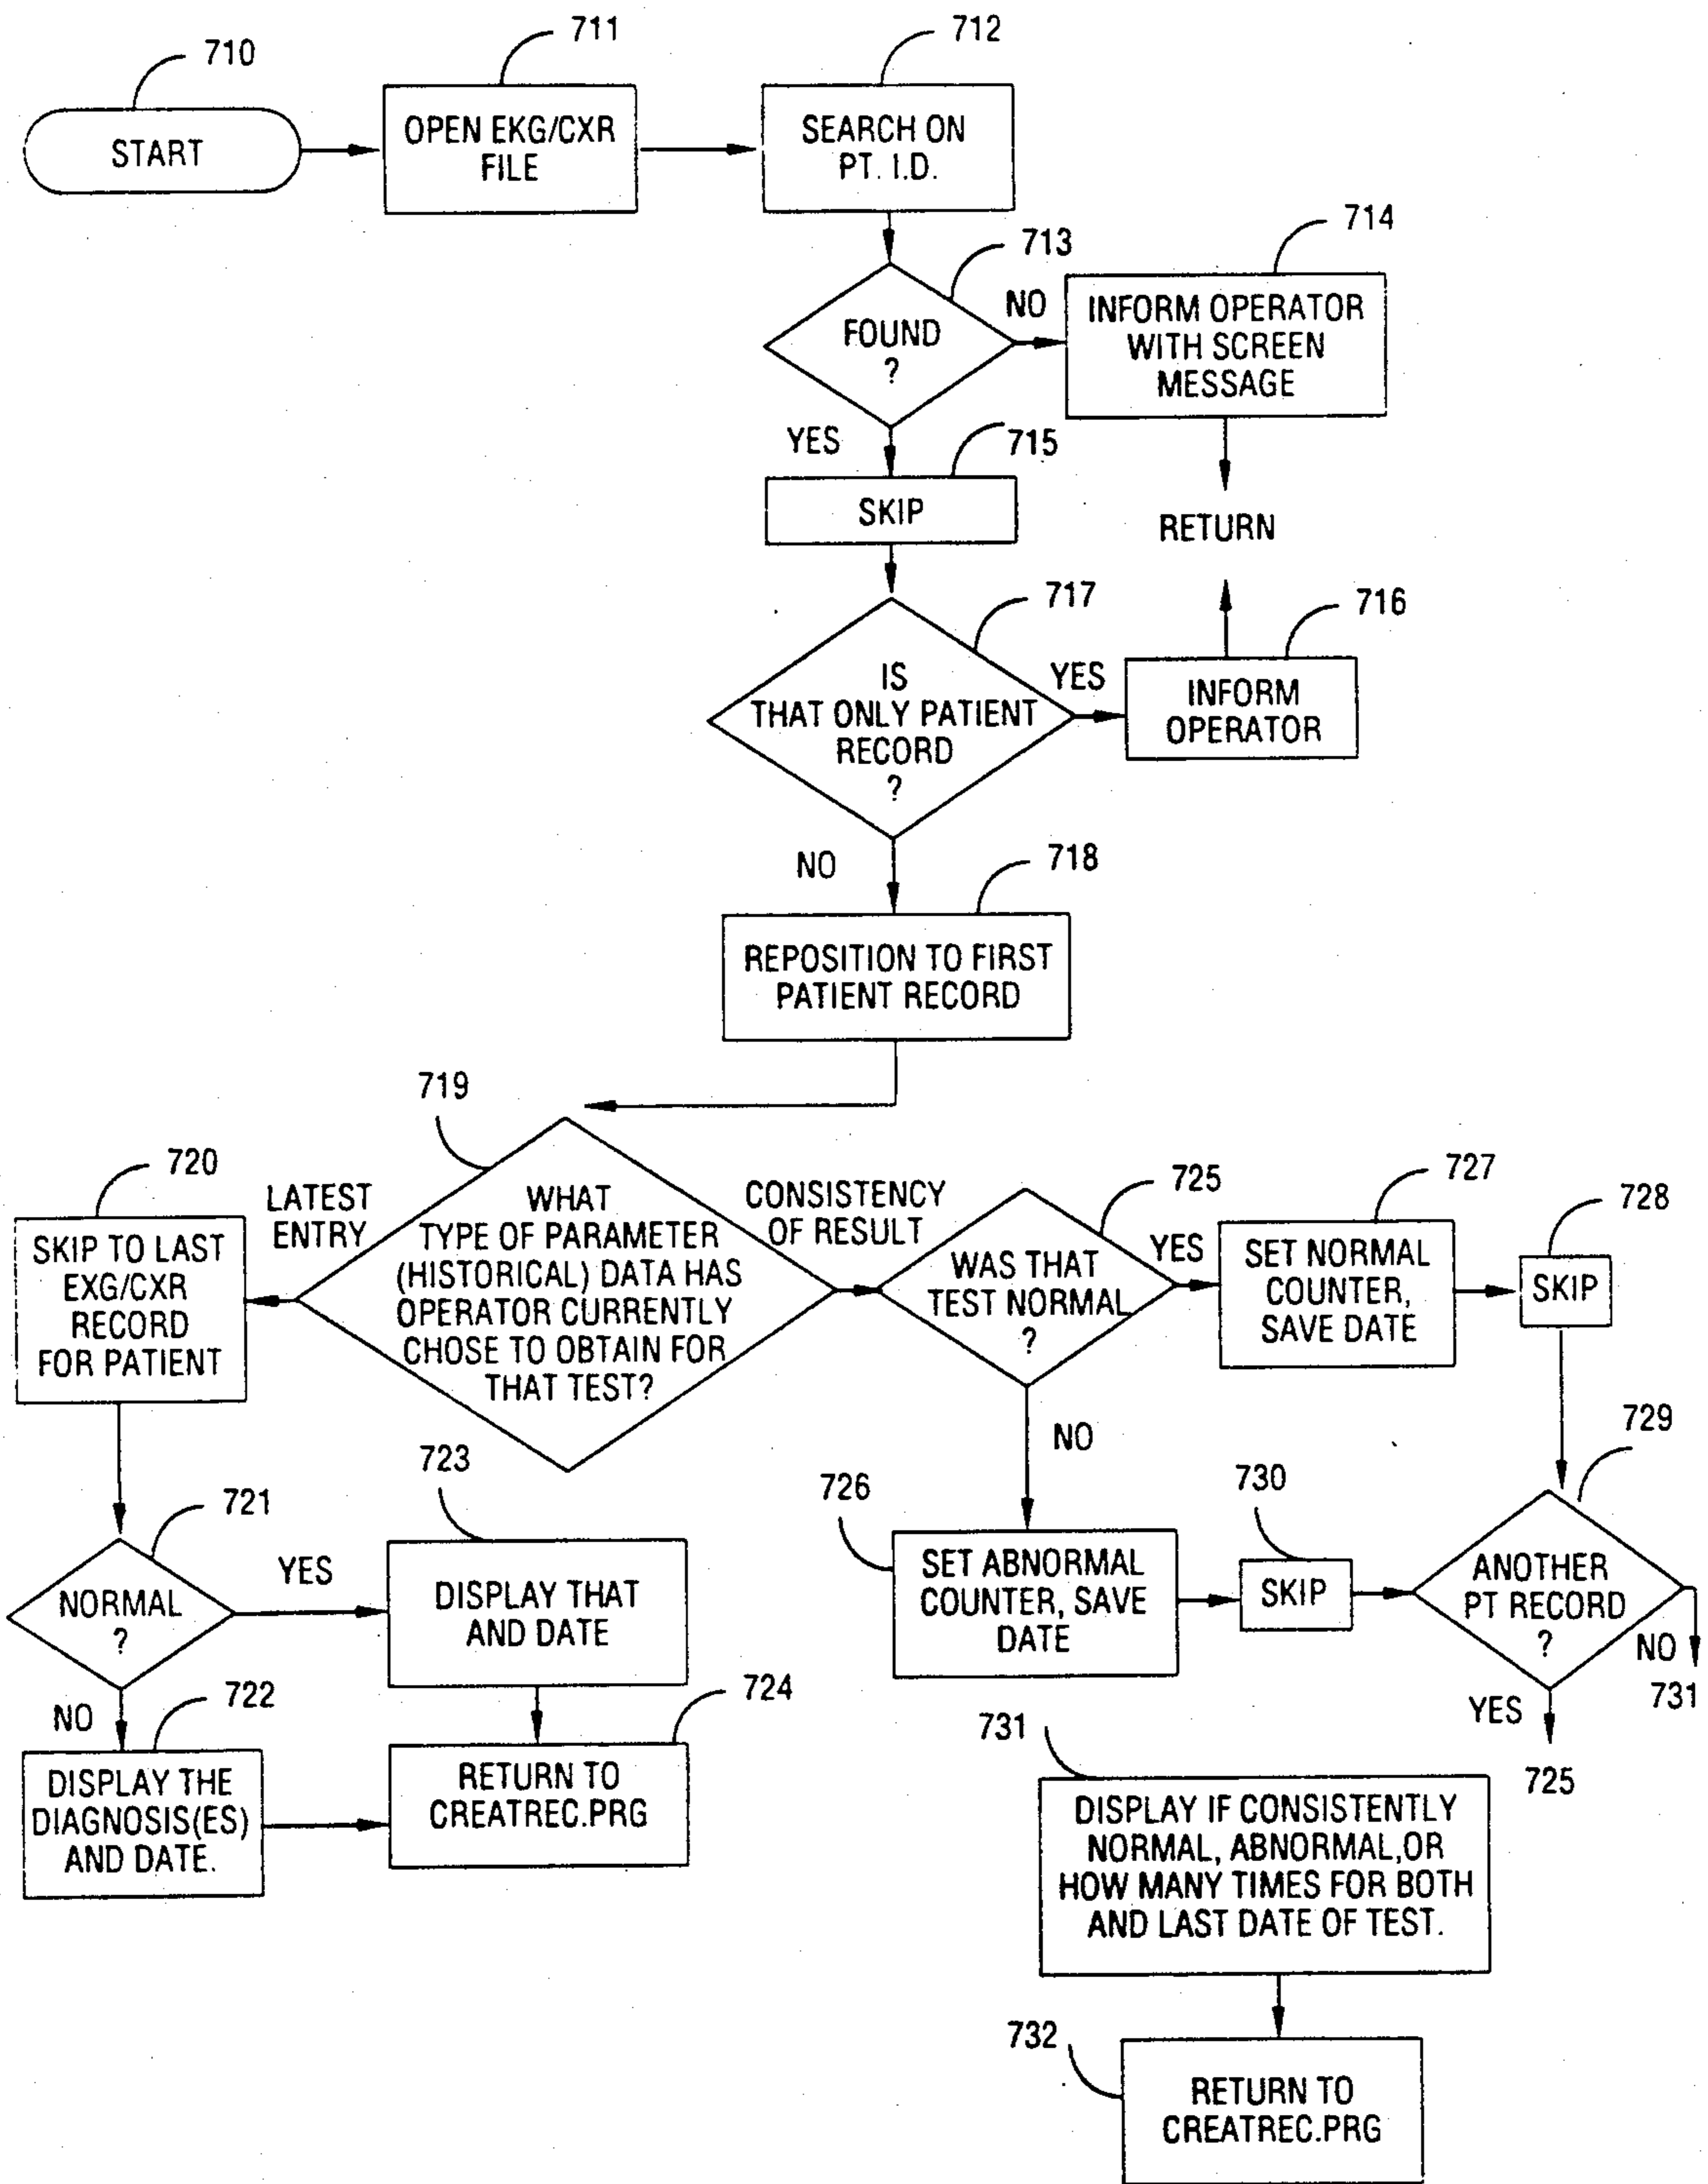 710
711
712
START
OPEN EKG/CXR
FILE
SEARCH ON
PT. I.D.
713
714
FOUND
?
NO
INFORM OPERATOR
WITH SCREEN
MESSAGE
YES
715
SKIP
RETURN
717
716
IS
THAT ONLY PATIENT
RECORD
?
YES
INFORM
OPERATOR
NO
718
REPOSITION TO FIRST
PATIENT RECORD
719
720
LATEST
ENTRY
SKIP TO LAST
EXG/CXR
RECORD
FOR PATIENT
WHAT
TYPE OF PARAMETER
(HISTORICAL) DATA HAS
OPERATOR CURRENTLY
CHOSE TO OBTAIN FOR
THAT TEST?
CONSISTENCY
OF RESULT
725
WAS THAT
TEST NORMAL
?
YES
727
SET NORMAL
COUNTER,
SAVE DATE
728
SKIP
NO
729
721
NORMAL
?
YES
723
DISPLAY THAT
AND DATE
726
SET ABNORMAL
COUNTER, SAVE
DATE
730
SKIP
ANOTHER
PT RECORD
?
NO
731
YES
725
NO
722
DISPLAY THE
DIAGNOSIS(ES)
AND DATE.
724
RETURN TO
CREATREC.PRG
731
DISPLAY IF CONSISTENTLY
NORMAL, ABNORMAL,OR
HOW MANY TIMES FOR BOTH
AND LAST DATE OF TEST.
732
RETURN TO
CREATREC.PRG